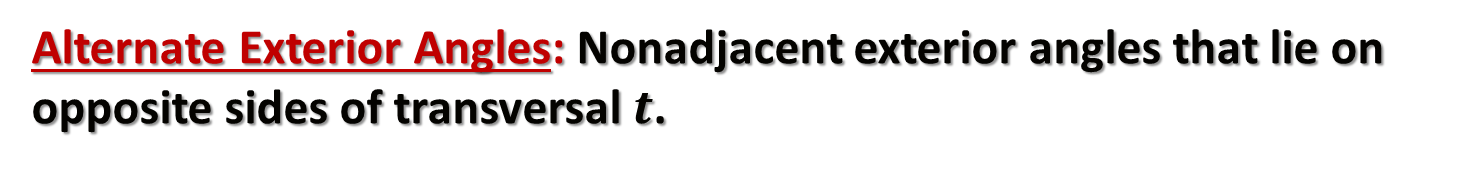 Alternate Exterior Angles: Nonadjacent exterior angles that lie on
opposite sides of transversal t.